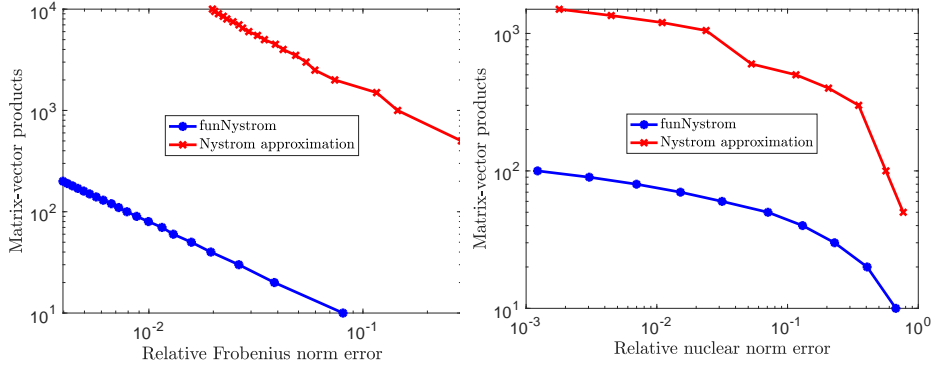 10^4
10^3
10^2
10^1
Matrix-vector products
funNystrom
Nystrom approximation
10^-2
10^-1
Relative Frobenius norm error
10^3
10^2
10^1
Matrix-vector products
funNystrom
Nystrom approximation
10^-3
10^-2
10^-1
10^0
Relative nuclear norm error